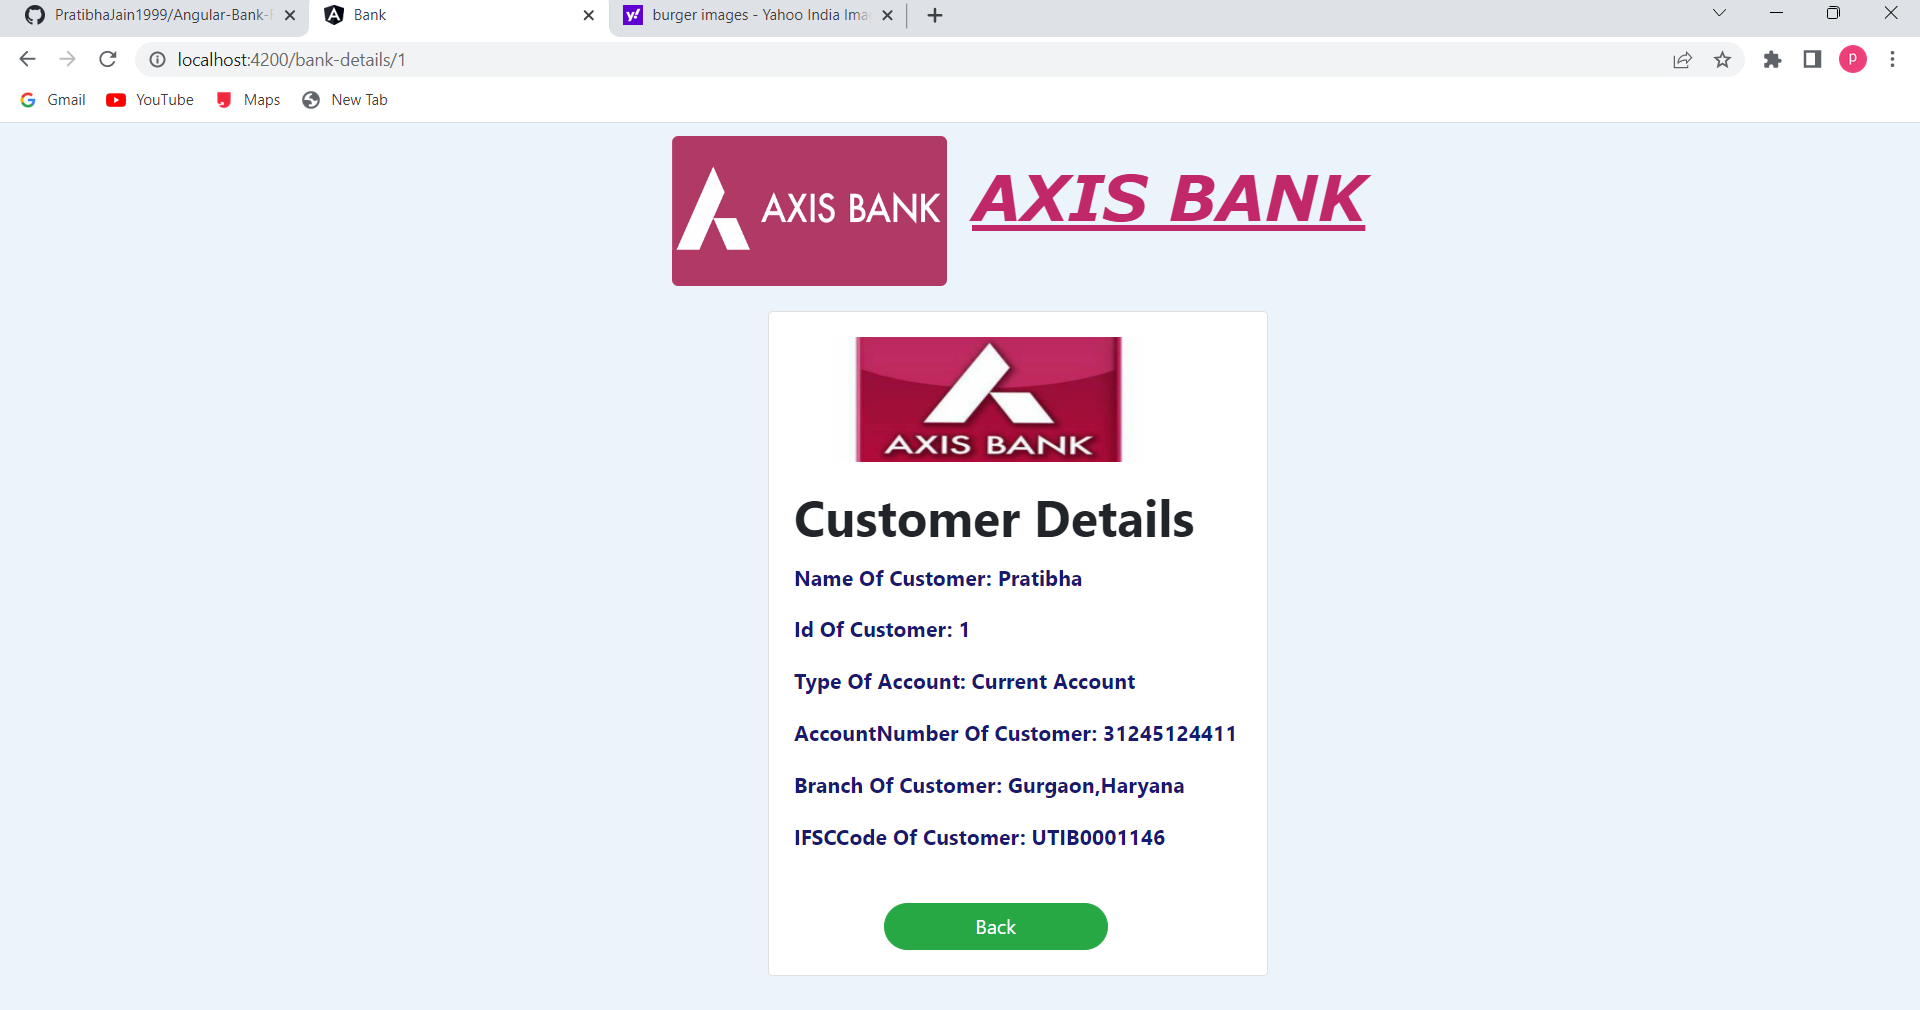 PratibhaJain1999/Angular-Bank-
Bank
burger images - Yahoo India Ima
localhost:4200/bank-details/1
P
Gmail
YouTube
Maps
New Tab
AXIS BANK
AXIS BANK
AXIS BANK
Customer Details
Name Of Customer: Pratibha
Id Of Customer: 1
Type Of Account: Current Account
AccountNumber Of Customer: 31245124411
Branch Of Customer: Gurgaon,Haryana
IFSCCode Of Customer: UTIB0001146
Back